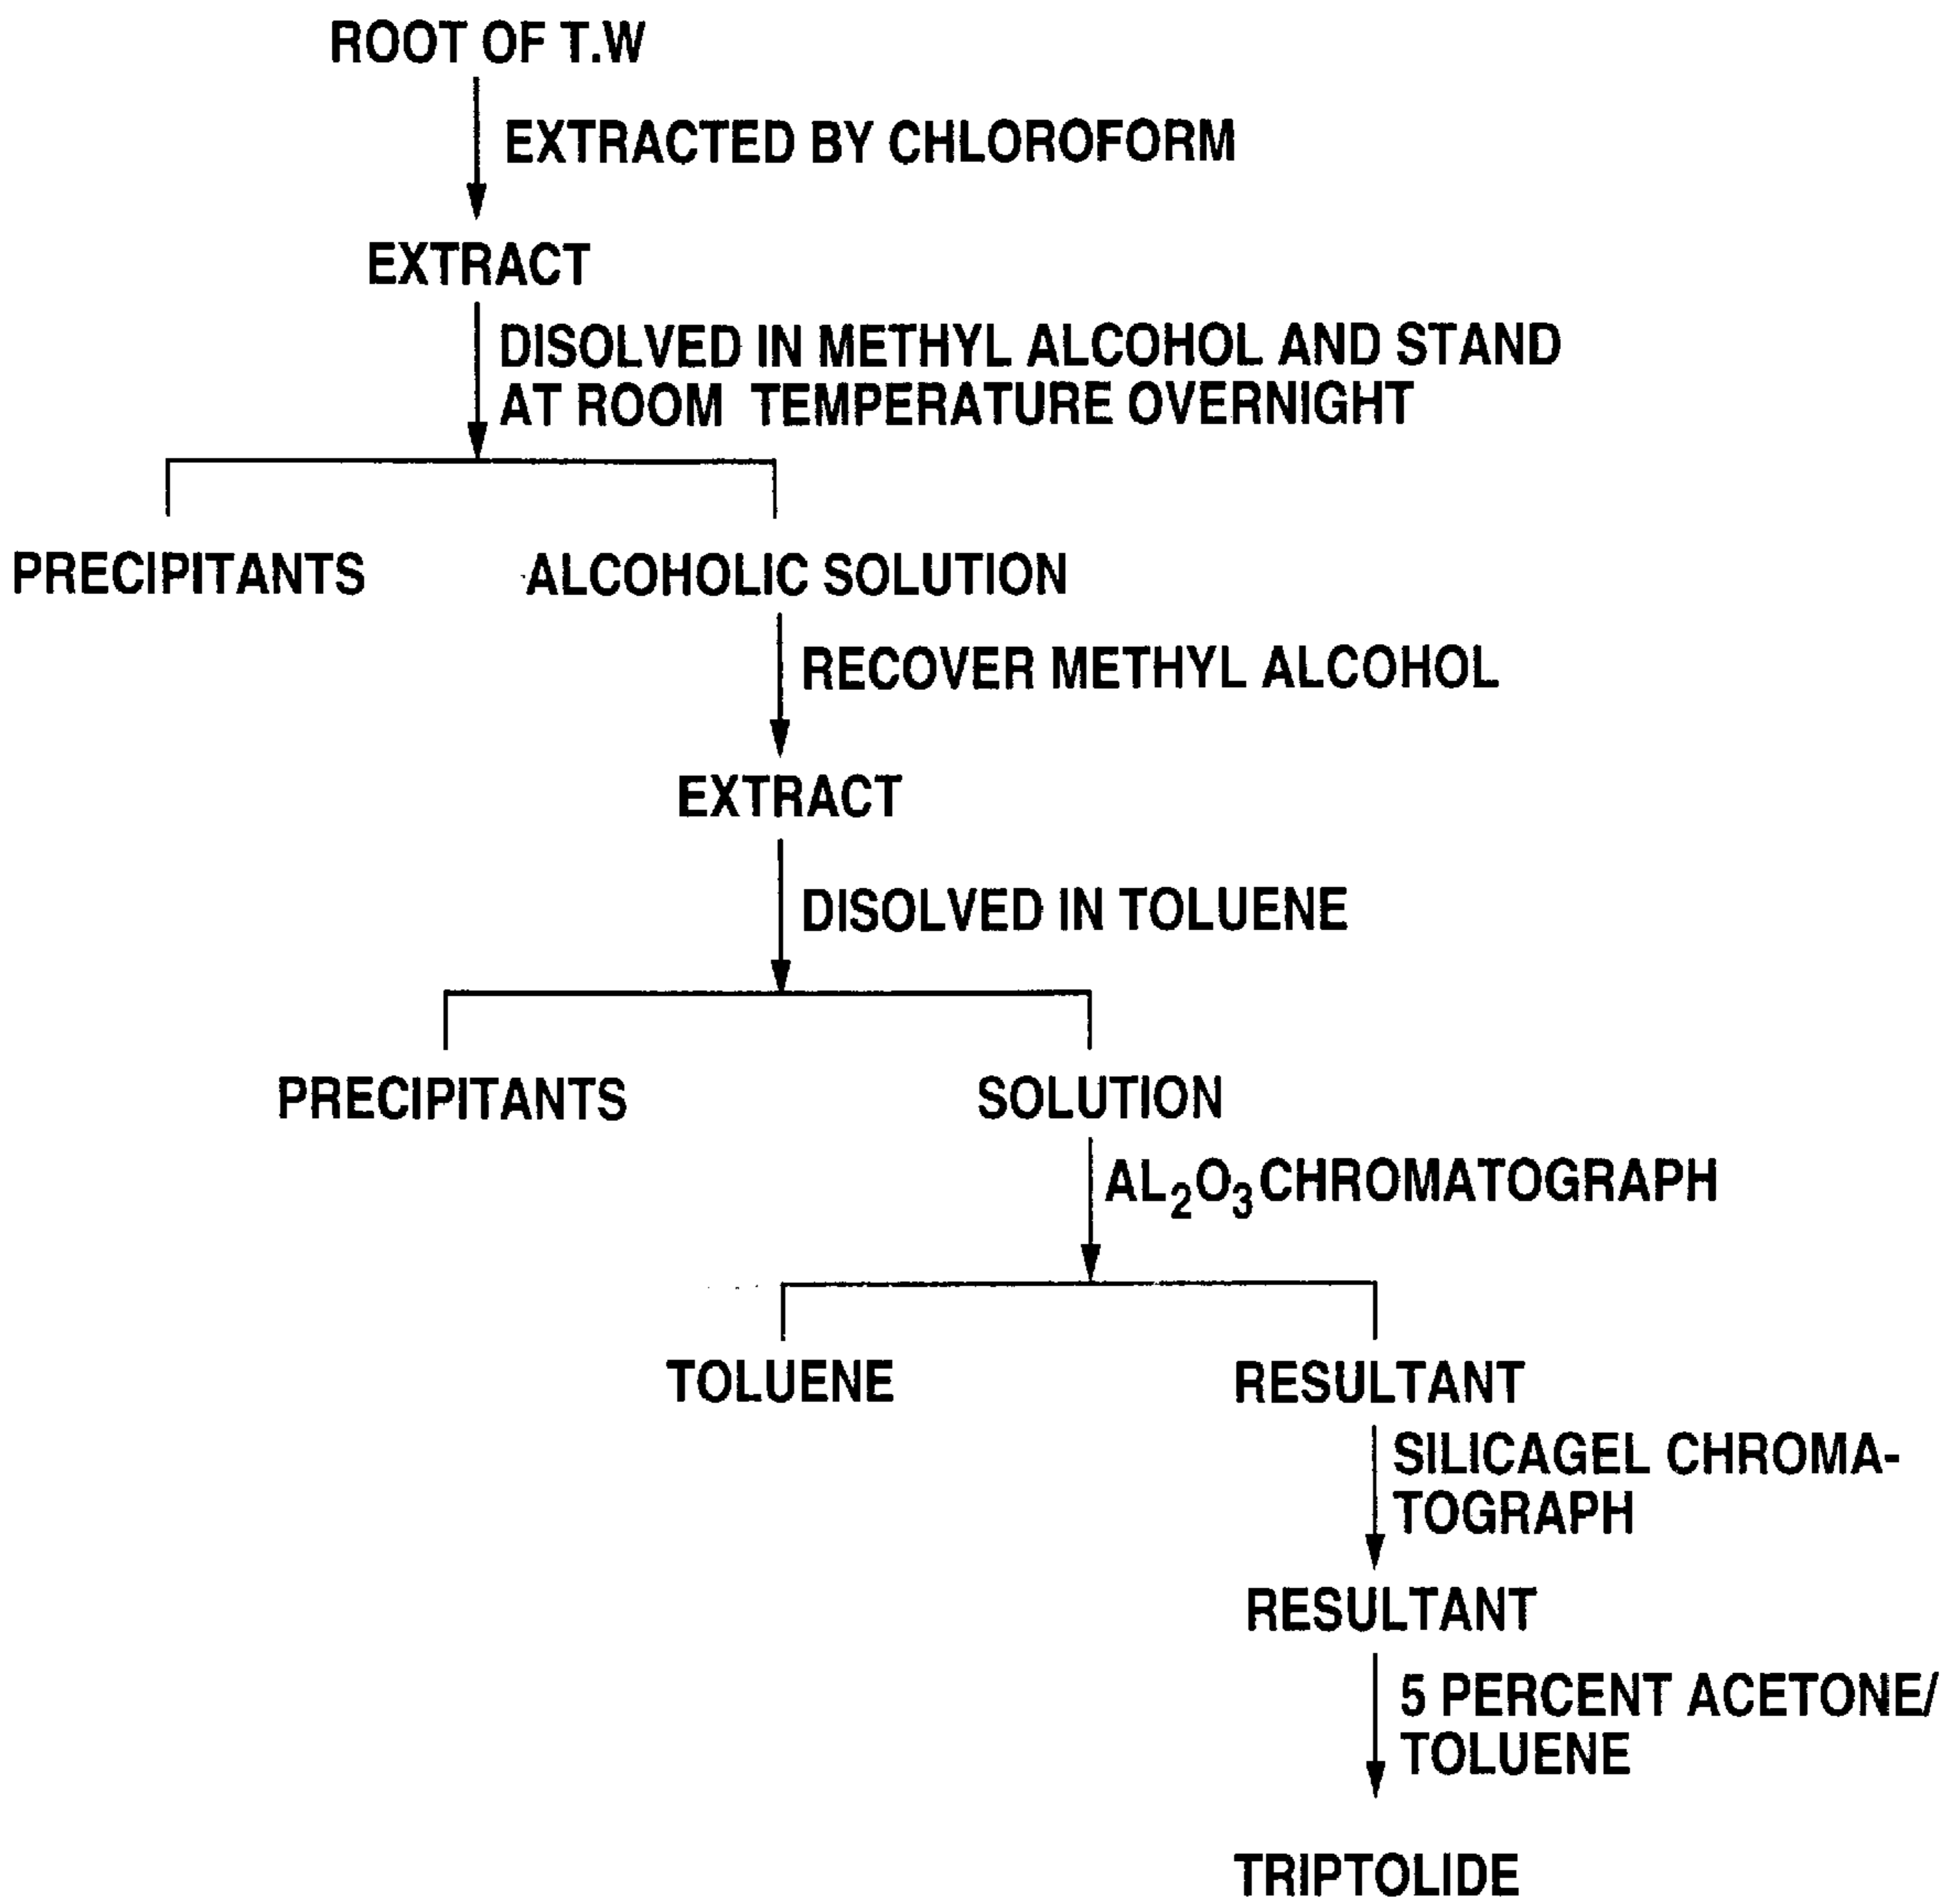 ROOT OF T.W
EXTRACTED BY CHLOROFORM
EXTRACT
DISOLVED IN METHYL ALCOHOL AND STAND
AT ROOM TEMPERATURE OVERNIGHT
PRECIPITANTS
ALCOHOLIC SOLUTION
RECOVER METHYL ALCOHOL
EXTRACT
DISOLVED IN TOLUENE
PRECIPITANTS
SOLUTION
AL₂O₃ CHROMATOGRAPH
TOLUENE
RESULTANT
SILICAGEL CHROMA-
TOGRAPH
RESULTANT
5 PERCENT ACETONE/
TOLUENE
TRIPTOLIDE